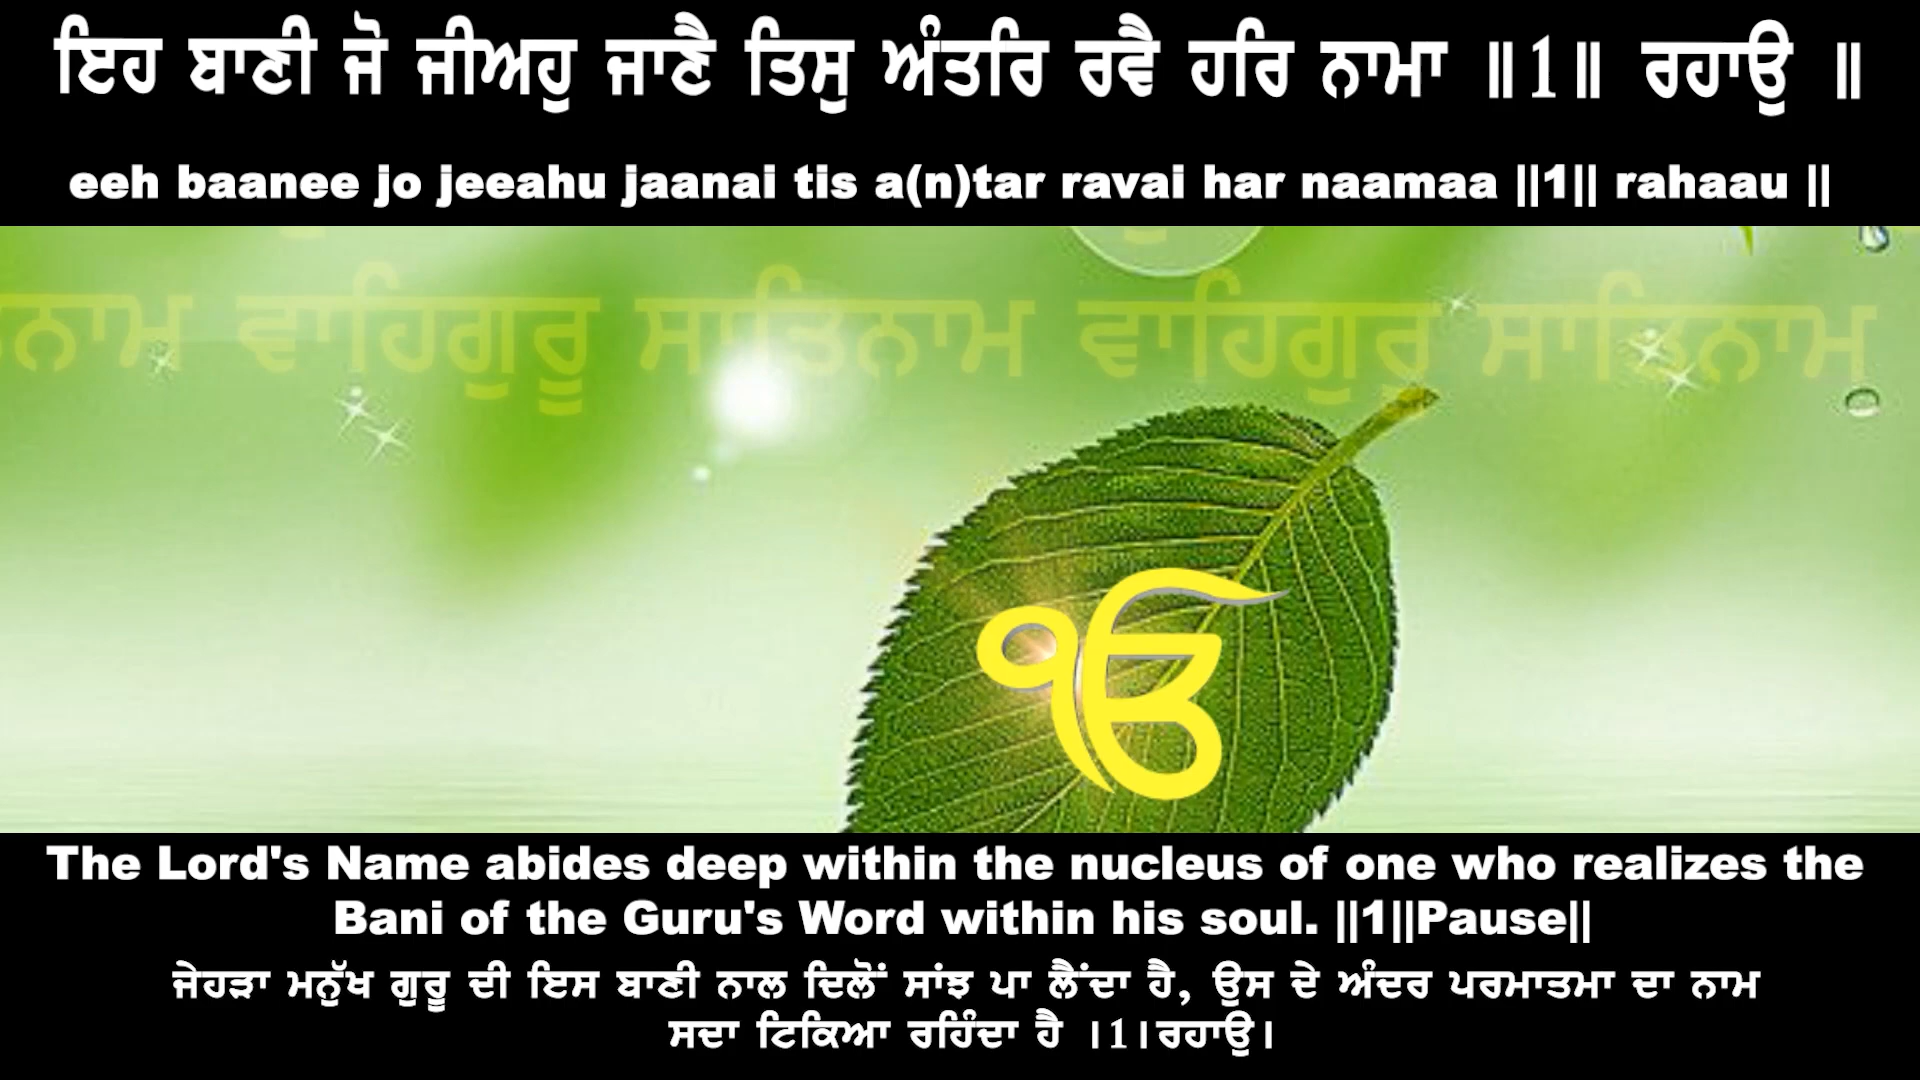 ਇਹ ਬਾਣੀ ਜੋ ਜੀਅਹੁ ਜਾਣੈ ਤਿਸੁ ਅੰਤਰਿ ਰਵੈ ਹਰਿ ਨਾਮਾ ॥1॥ ਰਹਾਉ ॥
eeh baanee jo jeeahu jaanai tis a(n)tar ravai har naamaa ||1|| rahaau ||
ਨਾਮ ਵਾਹਿਗੁਰੂ ਸਾਤਿਨਾਮ ਵਾਹਿਗੁਰੂ ਸਾਤਿਨਾਮ
ੴ
The Lord's Name abides deep within the nucleus of one who realizes the
Bani of the Guru's Word within his soul. ||1||Pause||
ਜੇਹੜਾ ਮਨੁੱਖ ਗੁਰੂ ਦੀ ਇਸ ਬਾਣੀ ਨਾਲ ਦਿਲੋਂ ਸਾਂਝ ਪਾ ਲੈਂਦਾ ਹੈ, ਉਸ ਦੇ ਅੰਦਰ ਪਰਮਾਤਮਾ ਦਾ ਨਾਮ
ਸਦਾ ਟਿਕਿਆ ਰਹਿੰਦਾ ਹੈ ।1।ਰਹਾਉ।